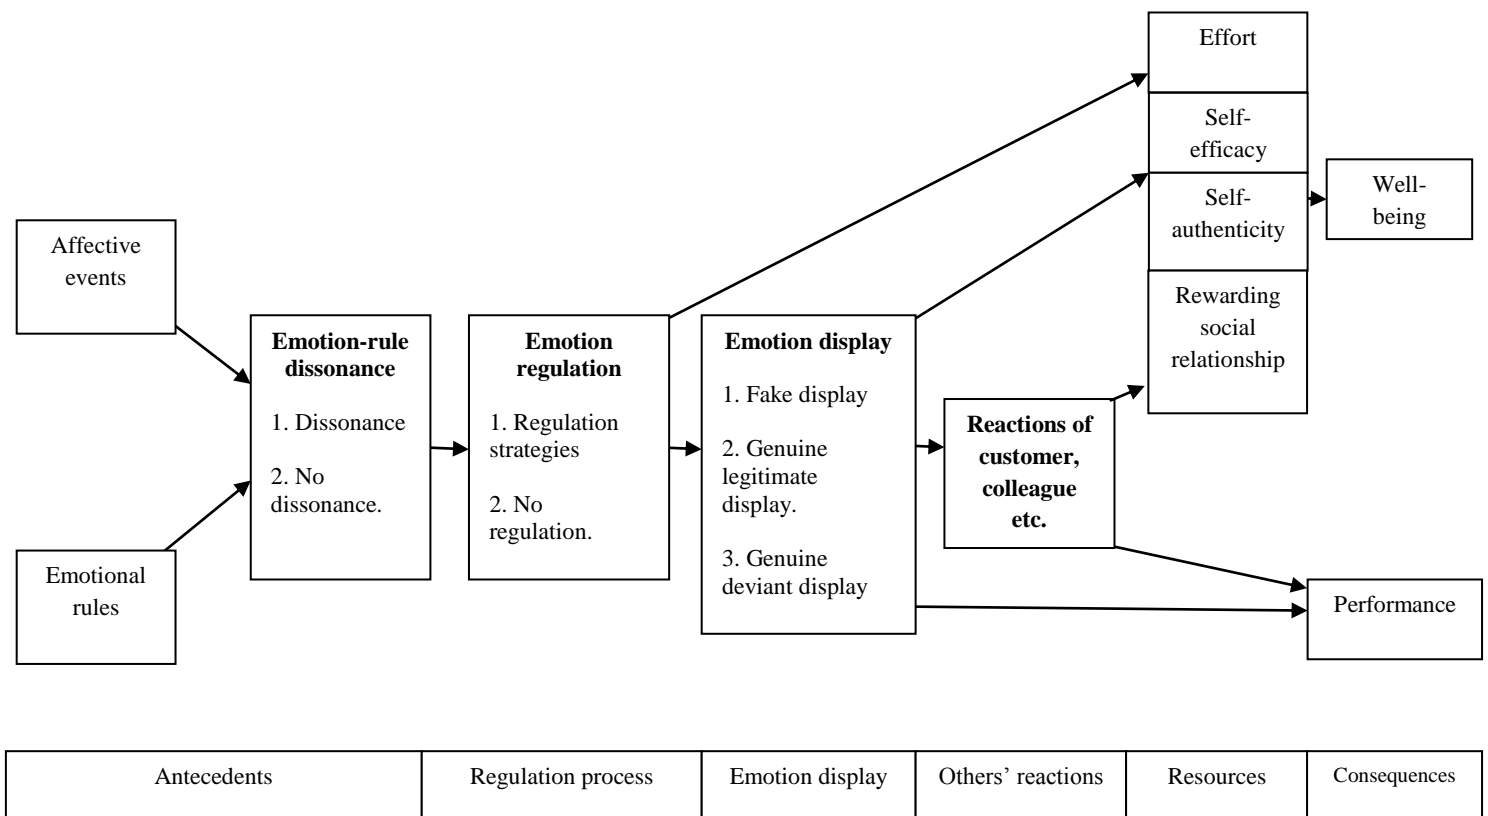 Effort
Self-
efficacy
Self-
authenticity
Rewarding
social
relationship
Well-
being
Affective
events
Emotional
rules
Emotion-rule
dissonance
1. Dissonance
2. No
dissonance.
Emotion
regulation
1. Regulation
strategies
2. No
regulation.
Emotion display
1. Fake display
2. Genuine
legitimate
display.
3. Genuine
deviant display
Reactions of
customer,
colleague
etc.
Performance
Antecedents
Regulation process
Emotion display
Others’ reactions
Resources
Consequences